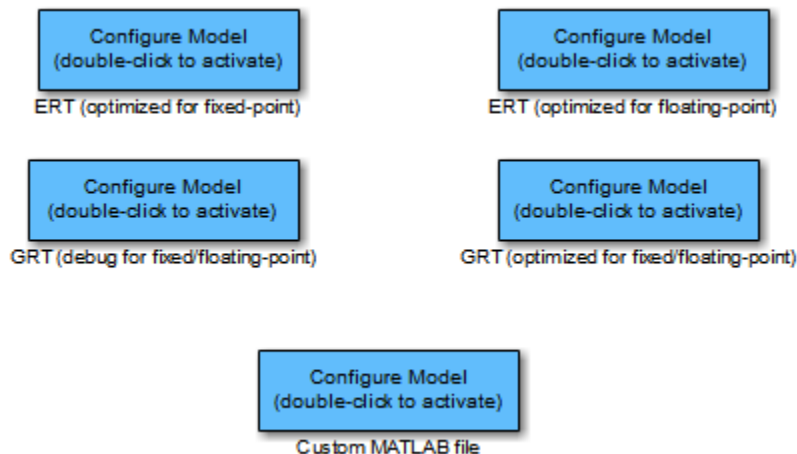 Configure Model
(double-click to activate)
ERT (optimized for fixed-point)
Configure Model
(double-click to activate)
ERT (optimized for floating-point)
Configure Model
(double-click to activate)
GRT (debug for fixed/floating-point)
Configure Model
(double-click to activate)
GRT (optimized for fixed/floating-point)
Configure Model
(double-click to activate)
Custom MATLAB file